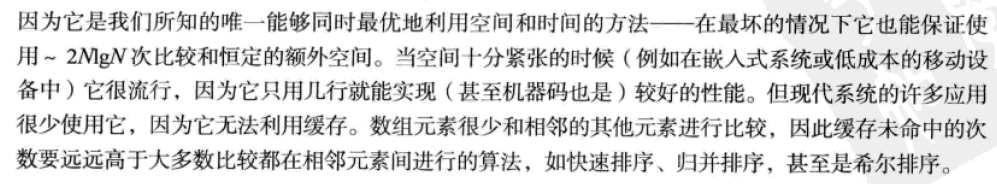 因为它是我们所知的唯一能够同时最优地利用空间和时间的方法——在最坏的情况下它也能保证使
用 ~ 2NlgN 次比较和恒定的额外空间。当空间十分紧张的时候（例如在嵌入式系统或低成本的移动设
备中）它很流行，因为它只用几行就能实现（甚至机器码也是）较好的性能。但现代系统的许多应用
很少使用它，因为它无法利用缓存。数组元素很少和相邻的其他元素进行比较，因此缓存未命中的次
数要远远高于大多数比较都在相邻元素间进行的算法，如快速排序、归并排序，甚至是希尔排序。